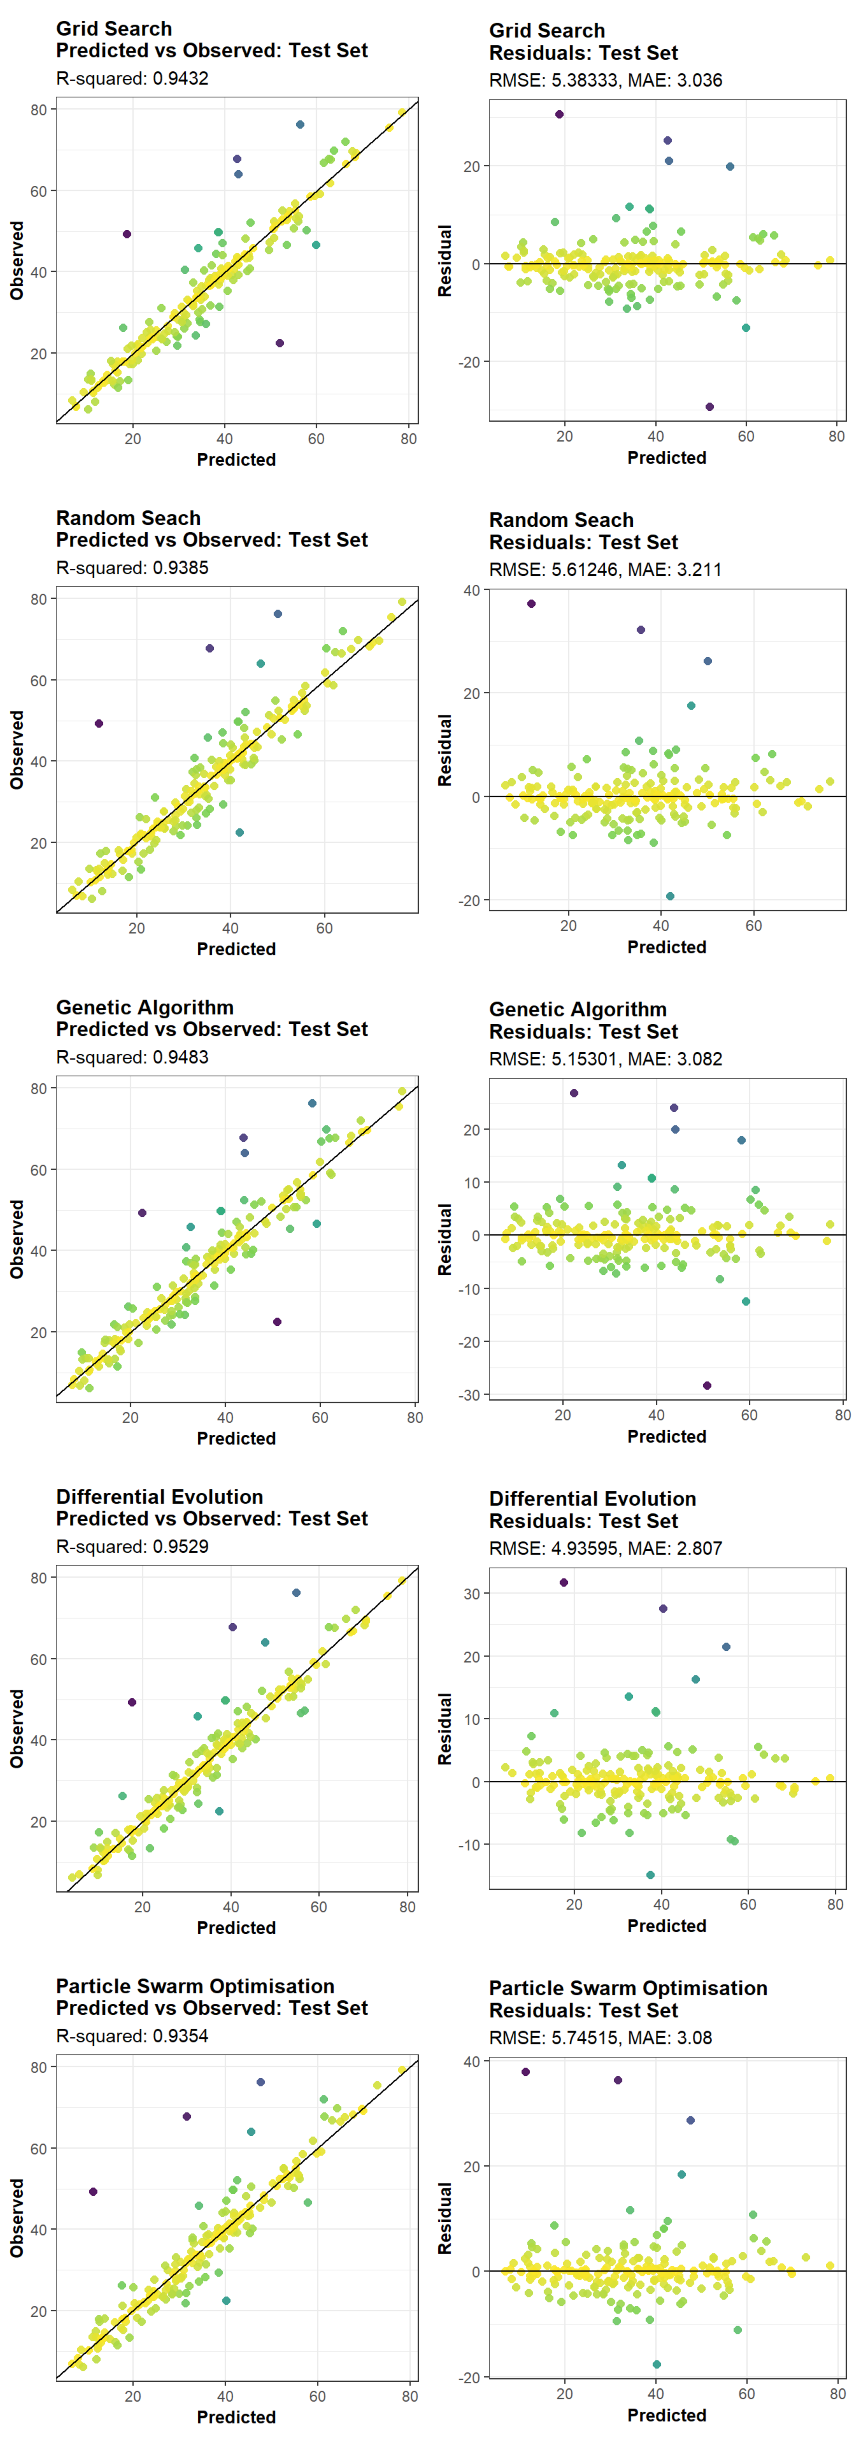 Grid Search
Predicted vs Observed: Test Set
R-squared: 0.9432
80
60
40
20
Observed
20 40 60 80
Predicted
Grid Search
Residuals: Test Set
RMSE: 5.38333, MAE: 3.036
20
0
-20
Residual
20 40 60 80
Predicted
Random Seach
Predicted vs Observed: Test Set
R-squared: 0.9385
80
60
40
20
Observed
20 40 60
Predicted
Random Seach
Residuals: Test Set
RMSE: 5.61246, MAE: 3.211
40
20
0
-20
Residual
20 40 60
Predicted
Genetic Algorithm
Predicted vs Observed: Test Set
R-squared: 0.9483
80
60
40
20
Observed
20 40 60 80
Predicted
Genetic Algorithm
Residuals: Test Set
RMSE: 5.15301, MAE: 3.082
20
10
0
-10
-20
-30
Residual
20 40 60 80
Predicted
Differential Evolution
Predicted vs Observed: Test Set
R-squared: 0.9529
80
60
40
20
Observed
20 40 60 80
Predicted
Differential Evolution
Residuals: Test Set
RMSE: 4.93595, MAE: 2.807
30
20
10
0
-10
Residual
20 40 60 80
Predicted
Particle Swarm Optimisation
Predicted vs Observed: Test Set
R-squared: 0.9354
80
60
40
20
Observed
20 40 60 80
Predicted
Particle Swarm Optimisation
Residuals: Test Set
RMSE: 5.74515, MAE: 3.08
40
20
0
-20
Residual
20 40 60 80
Predicted